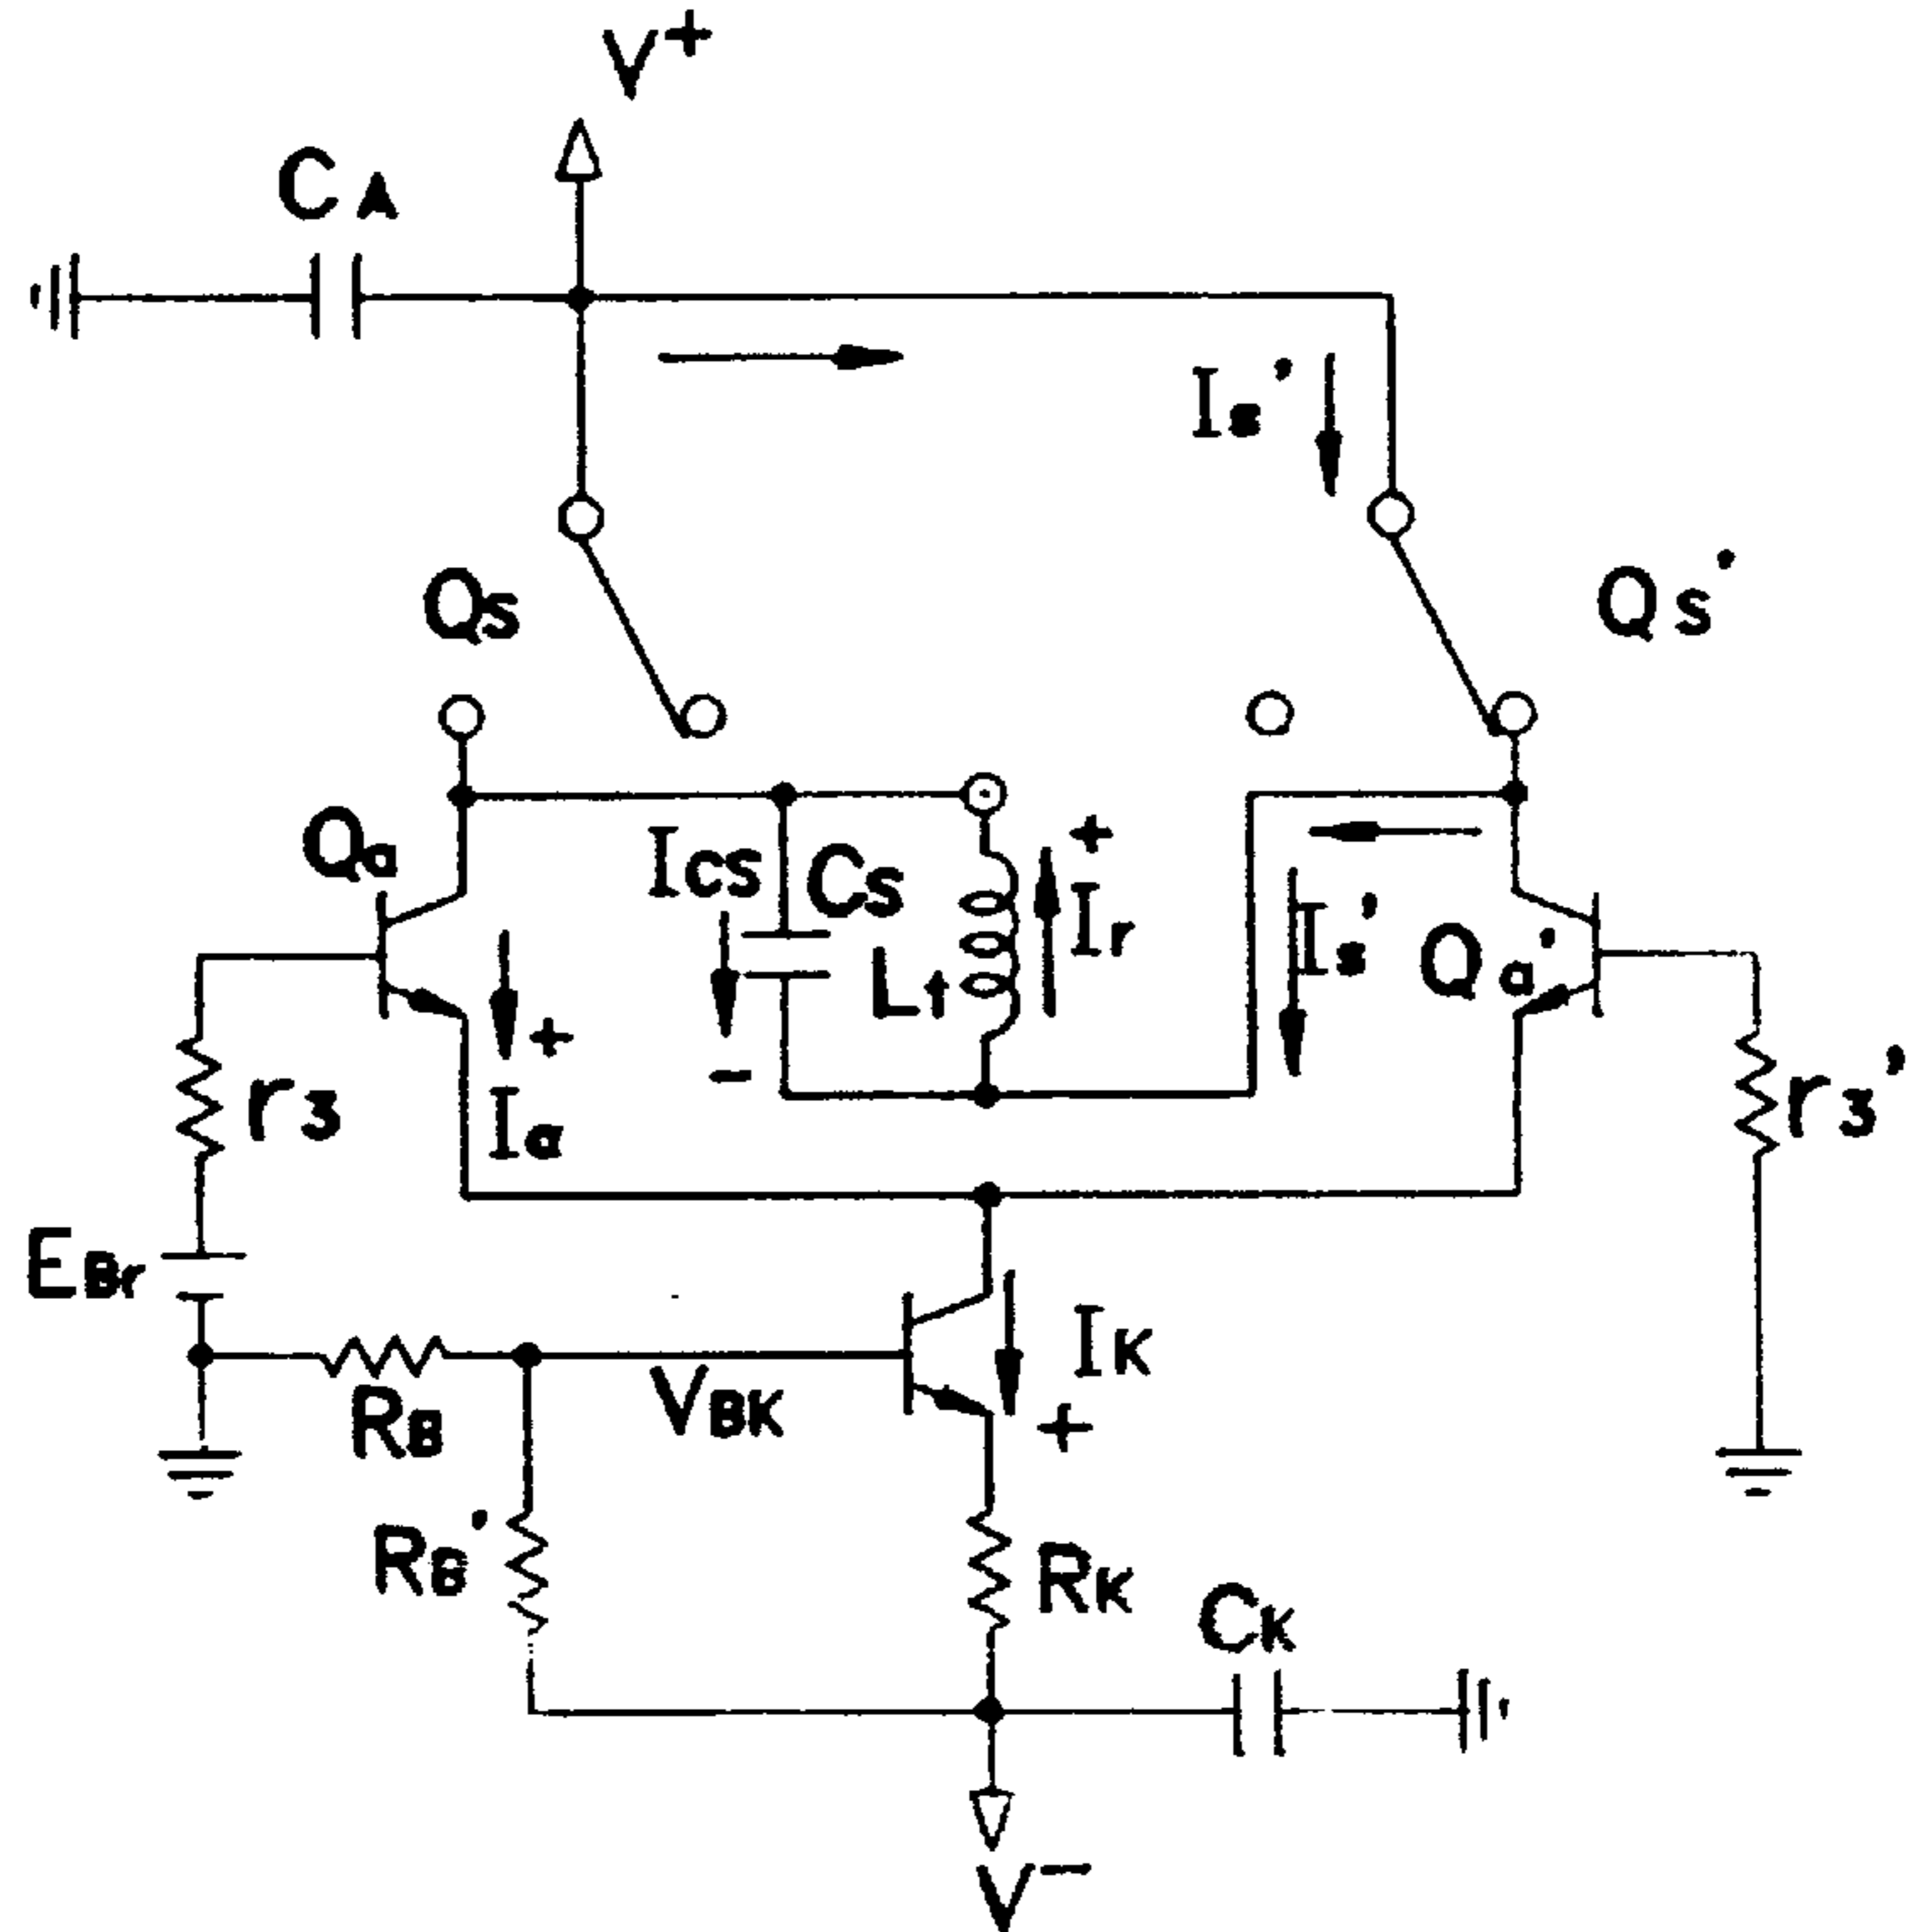 V+
CA
Is'
Qs
Qs'
Qa
Ics
Cs
+
Ir
Lt
Is'
Qa'
+
-
r3
Ia
r3'
EBr
IK
VBK
+
RB
RB'
RK
CK
V-